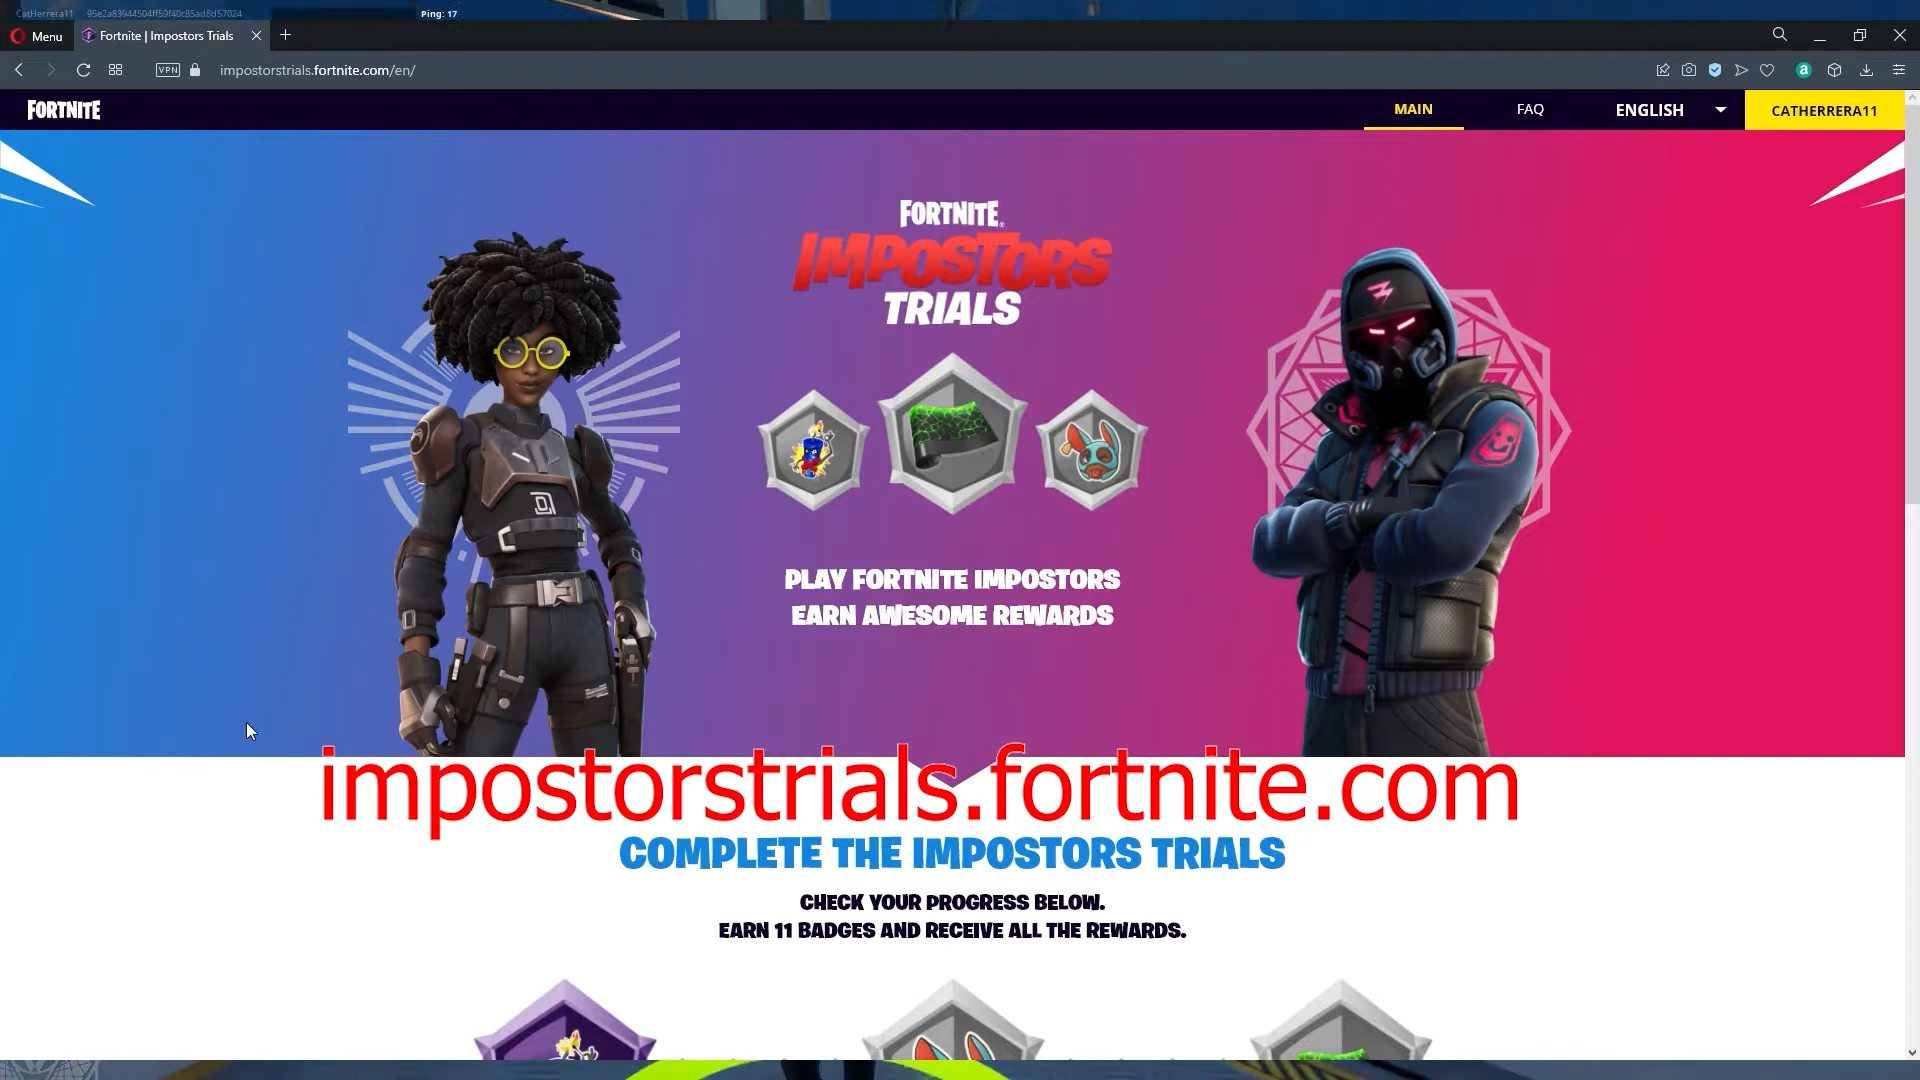 CatHerrera11 95e2a83944504ff59f40c85ad8d57024 Ping: 17
Menu Fortnite | Impostors Trials
VPN impostorstrials.fortnite.com/en/
FORTNITE MAIN FAQ ENGLISH CATHERRERA11
FORTNITE
IMPOSTORS
TRIALS
PLAY FORTNITE IMPOSTORS
EARN AWESOME REWARDS
impostorstrials.fortnite.com
COMPLETE THE IMPOSTORS TRIALS
CHECK YOUR PROGRESS BELOW.
EARN 11 BADGES AND RECEIVE ALL THE REWARDS.